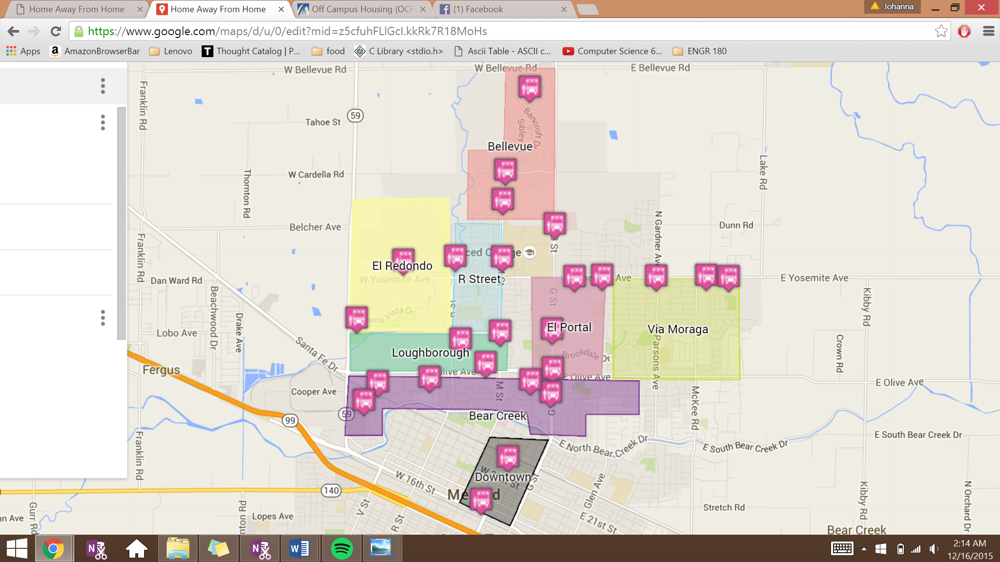 Home Away From Home
Home Away From Home
Off Campus Housing (OCH
(1) Facebook
Johanna
https://www.google.com/maps/d/u/0/edit?mid=z5cfuhFLlGcI.kkRk7R18MoHs
Apps
AmazonBrowserBar
Lenovo
Thought Catalog | P...
food
C Library <stdio.h>
Ascii Table - ASCII c...
Computer Science 6...
ENGR 180
W Bellevue Rd
W Bellevue Rd
E Bellevue Rd
Franklin Rd
Tahoe St
59
Bancroft Dr
Sibley
Bellevue
Thornton Rd
W Cardella Rd
Lake Rd
Belcher Ave
N Gardner Ave
Dunn Rd
Franklin Rd
St
ced C
ge
El Redondo
R Street
W Yosemite Ave
Ave
E Yosemite Ave
Dan Ward Rd
Beachwood Dr
G St
Kibby Rd
Vista Dr
Drake Ave
El Portal
Via Moraga
Lobo Ave
Santa Fe Dr
Loughborough
Brookdale Dr
Parsons Ave
Crown Rd
Fergus
Olive Ave
E Olive Ave
E Olive Ave
Cooper Ave
M St
McKee Rd
59
99
G
Bear Creek
Franklin Rd
E North Bear Creek Dr
E South Bear Creek Dr
E South Bear Creek Dr
W 16th St
Downtown
G St
Glen Ave
140
Me
d
Kibby Rd
N Orchard Dr
Gurr Rd
V St
R St
Lopes Ave
E 21st St
Stretch Rd
nn Ave
nton Rd
Bear Creek
2:14 AM
12/16/2015